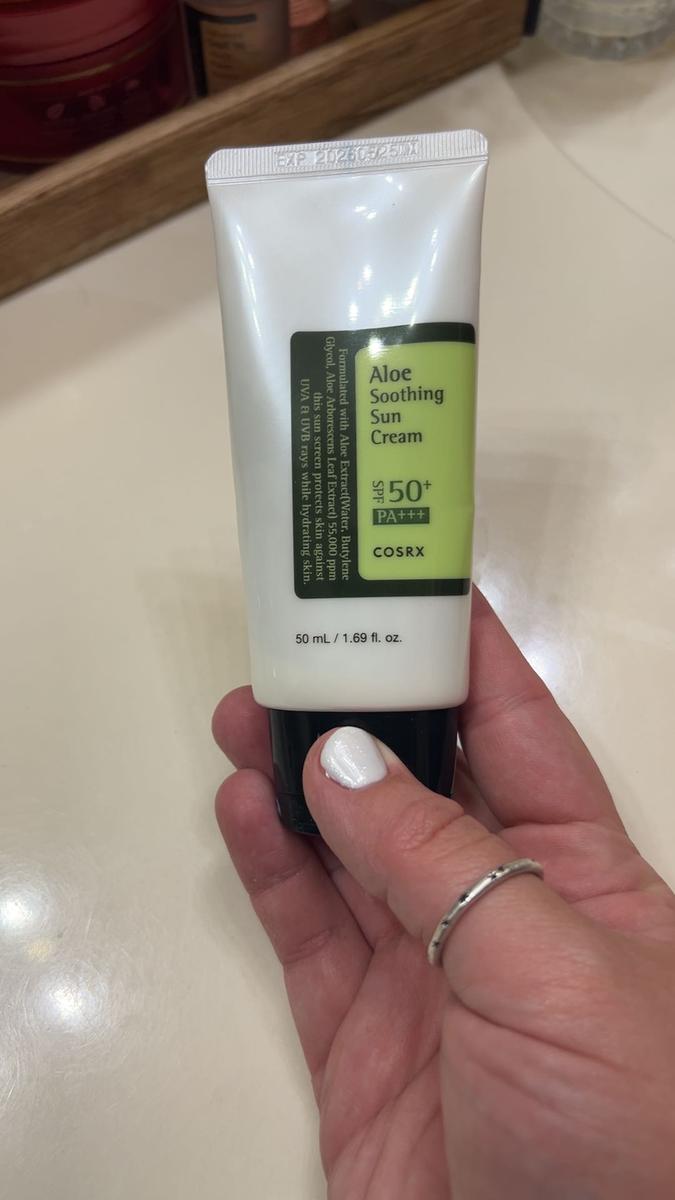 EXP
Aloe
Soothing
Sun
Cream
SPF 50+
PA+++
COSRX
Formulated with Aloe Extract(Water, Butylene
Glycol, Aloe Arborescens Leaf Extract) 55,000 ppm
this sun screen protects skin against
UVA Et UVB rays while hydrating skin.
50 mL / 1.69 fl. oz.